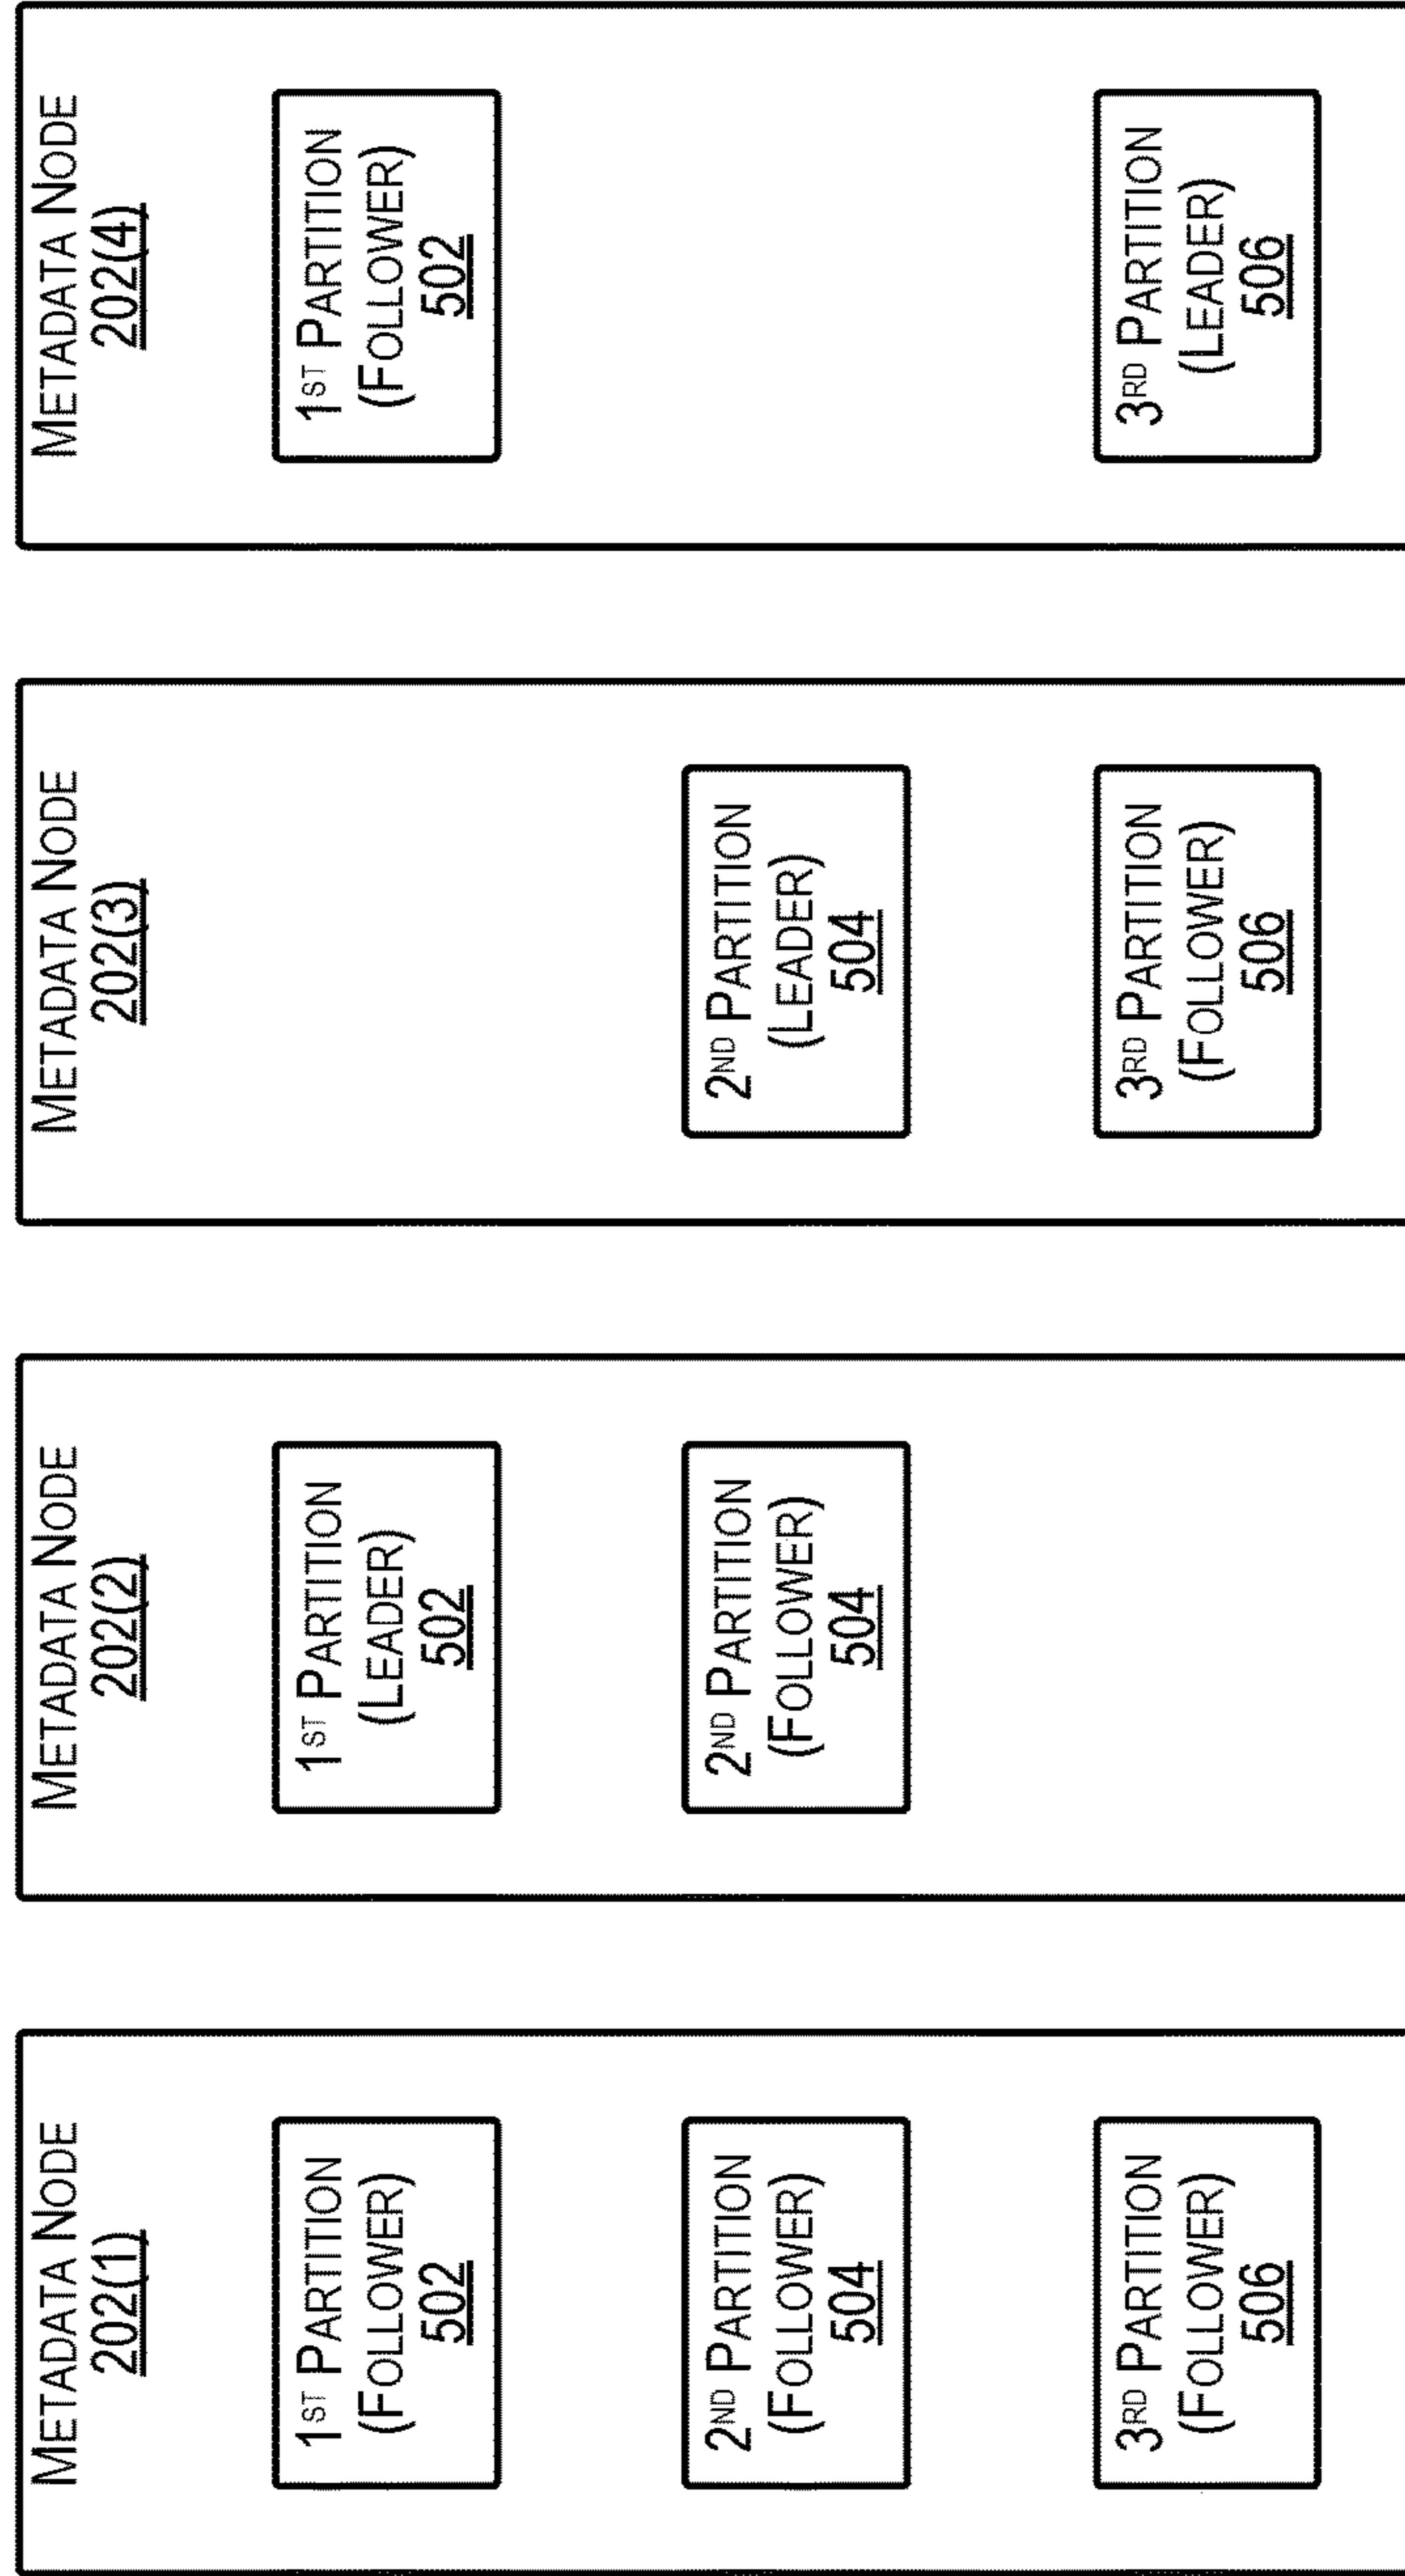 METADATA NODE
202(1)
1ST PARTITION
(FOLLOWER)
502
2ND PARTITION
(FOLLOWER)
504
3RD PARTITION
(FOLLOWER)
506
METADATA NODE
202(2)
1ST PARTITION
(LEADER)
502
2ND PARTITION
(FOLLOWER)
504
METADATA NODE
202(3)
2ND PARTITION
(LEADER)
504
3RD PARTITION
(FOLLOWER)
506
METADATA NODE
202(4)
1ST PARTITION
(FOLLOWER)
502
3RD PARTITION
(LEADER)
506